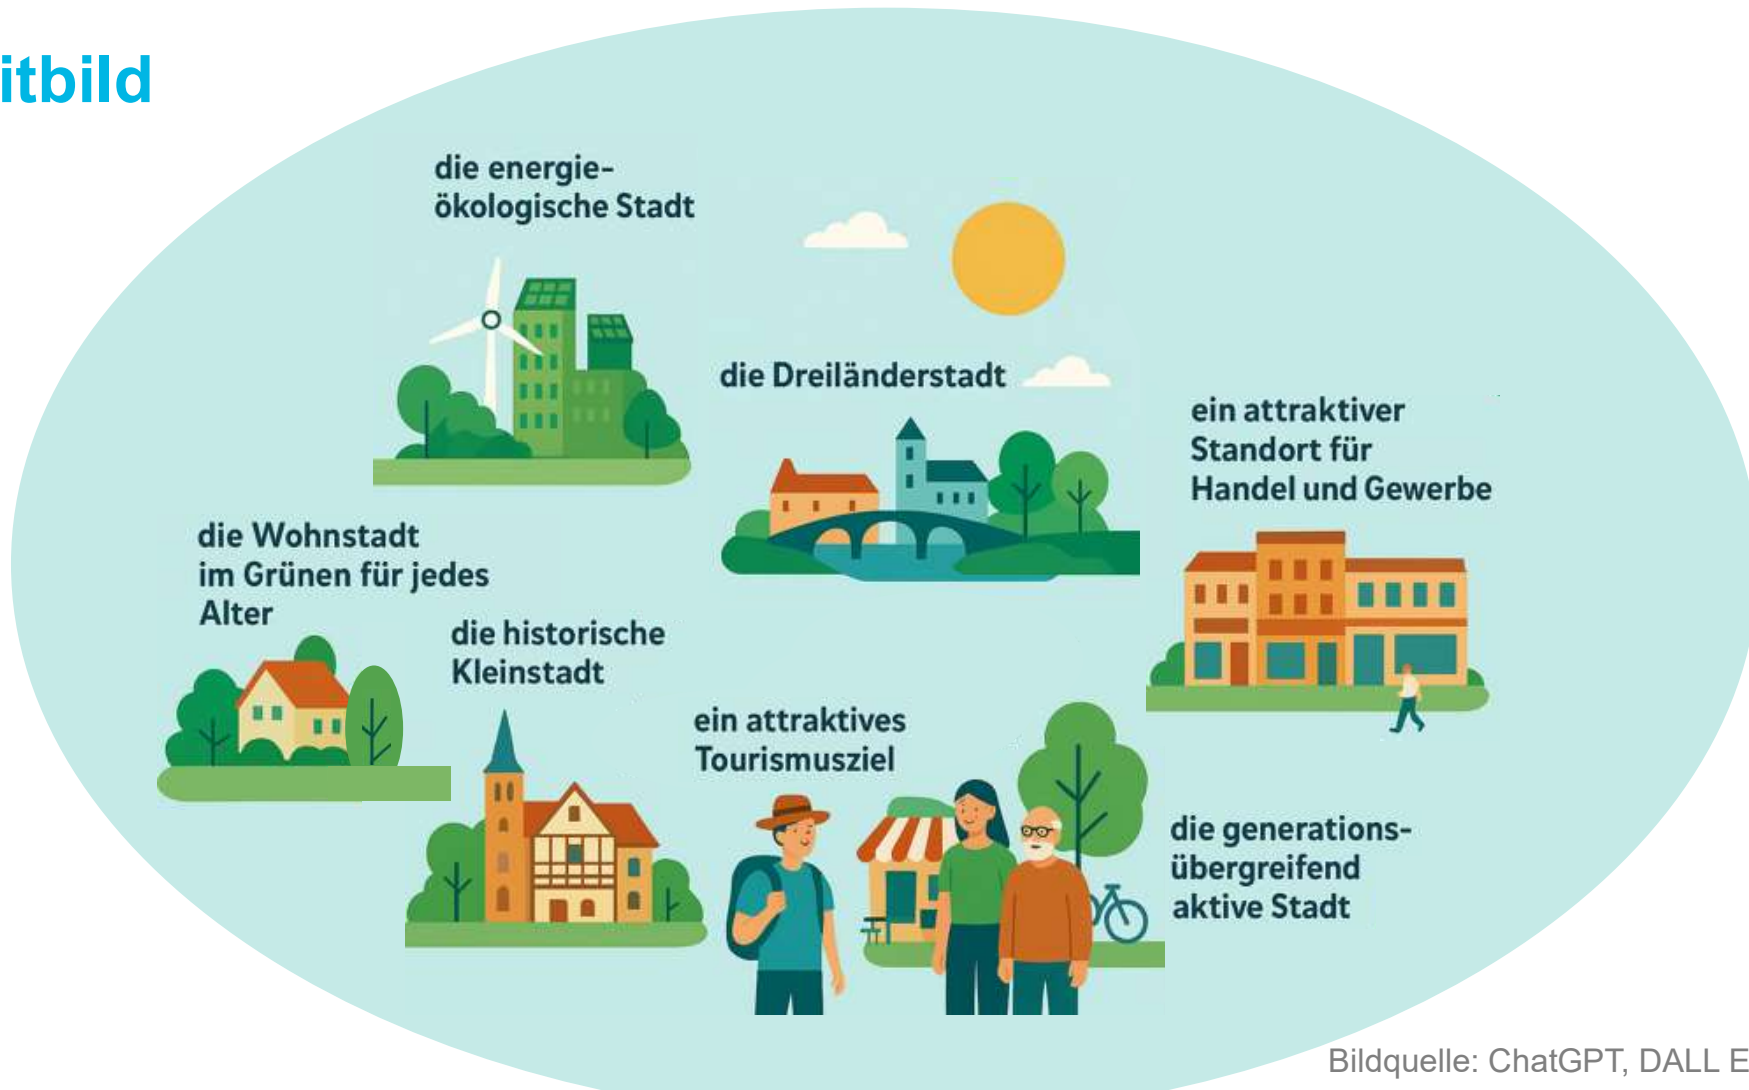 itbild
die energie-
ökologische Stadt
die Dreiländerstadt
ein attraktiver
Standort für
Handel und Gewerbe
die Wohnstadt
im Grünen für jedes
Alter
die historische
Kleinstadt
ein attraktives
Tourismusziel
die generations-
übergreifend
aktive Stadt
Bildquelle: ChatGPT, DALL E